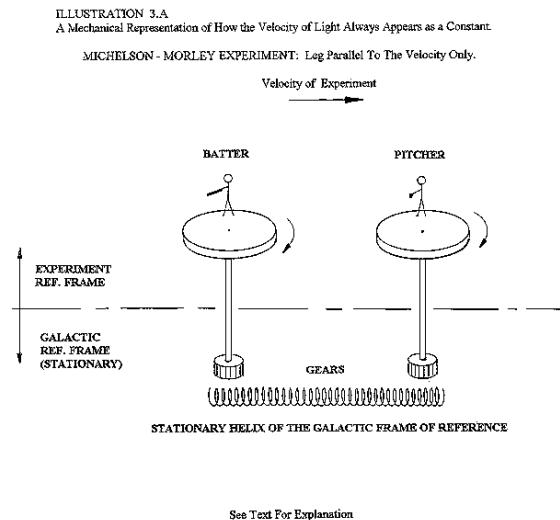 ILLUSTRATION 3.A
A Mechanical Representation of How the Velocity of Light Always Appears as a Constant.
MICHELSON - MORLEY EXPERIMENT: Leg Parallel To The Velocity Only.
Velocity of Experiment
BATTER
PITCHER
EXPERIMENT
REF. FRAME
GALACTIC
REF. FRAME
(STATIONARY)
GEARS
STATIONARY HELIX OF THE GALACTIC FRAME OF REFERENCE
See Text For Explanation